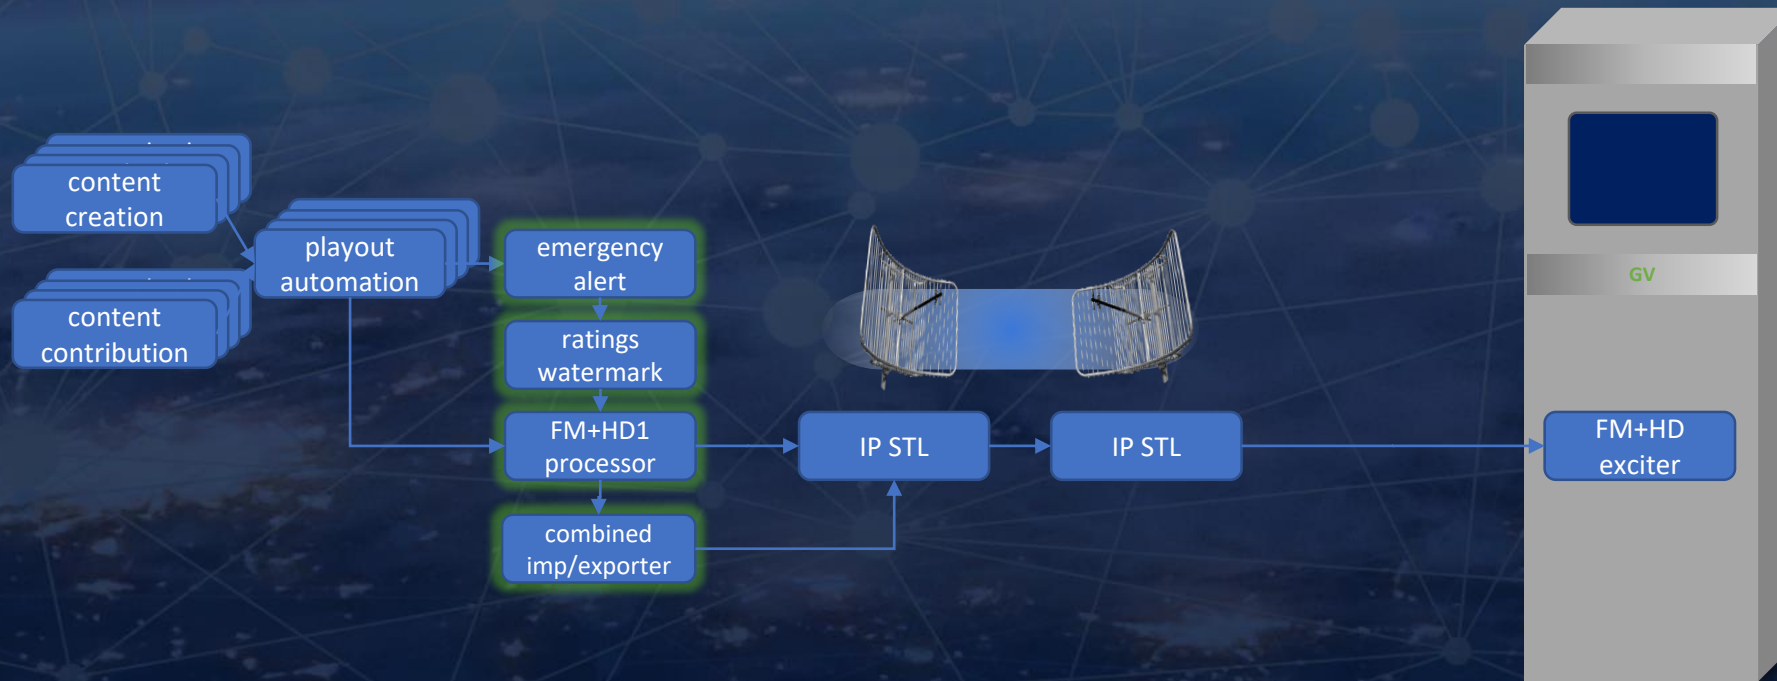 content
creation
content
contribution
playout
automation
emergency
alert
ratings
watermark
FM+HD1
processor
combined
imp/exporter
IP STL
IP STL
GV
FM+HD
exciter